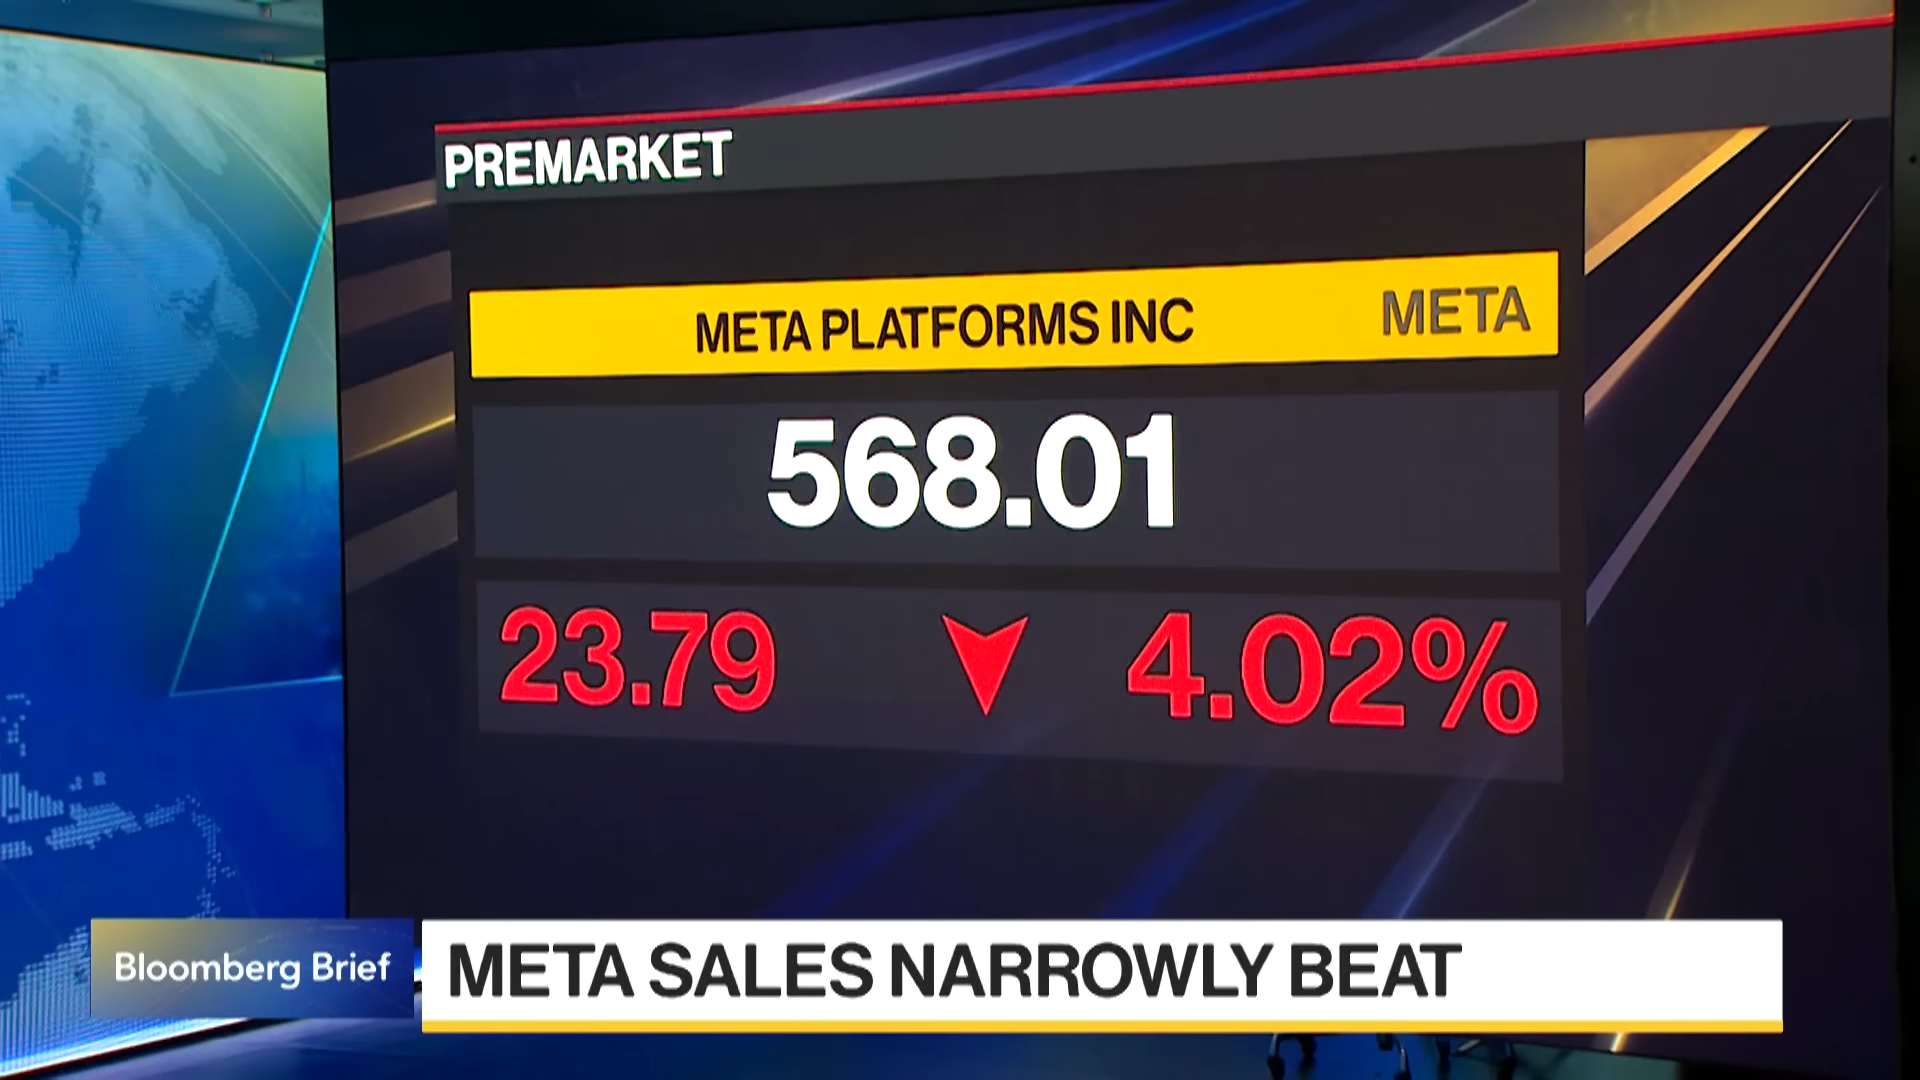 PREMARKET
META PLATFORMS INC META
568.01
23.79 4.02%
Bloomberg Brief
META SALES NARROWLY BEAT